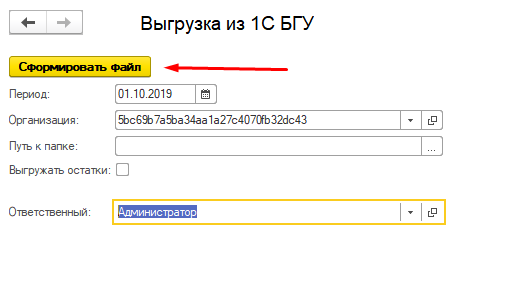 Выгрузка из 1С БГУ
Сформировать файл
Период: 01.10.2019
Организация: 5bc69b7a5ba34aa1a27c4070fb32dc43
Путь к папке: ...
Выгружать остатки:
Ответственный: Администратор